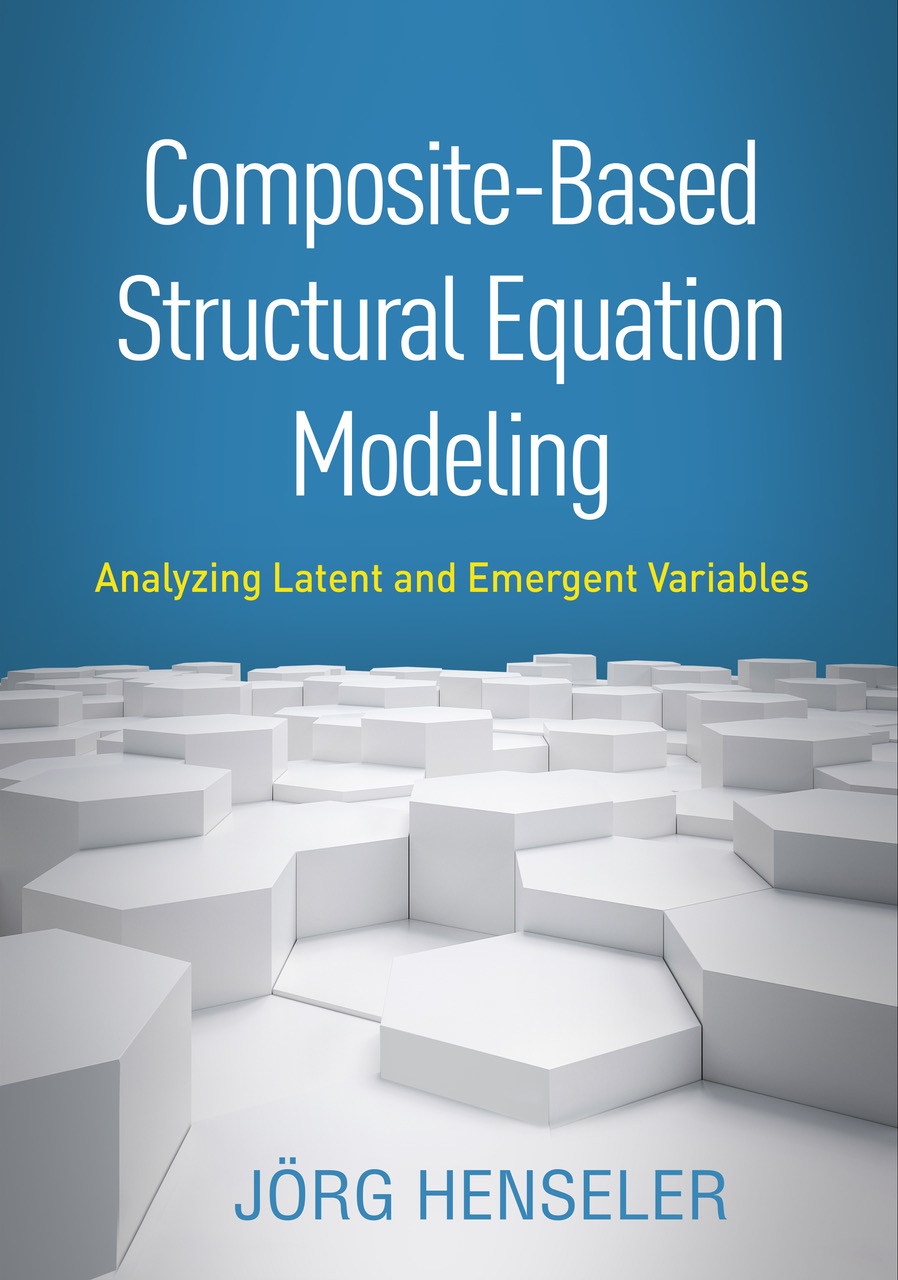 Composite-Based
Structural Equation
Modeling
Analyzing Latent and Emergent Variables
JÖRG HENSELER